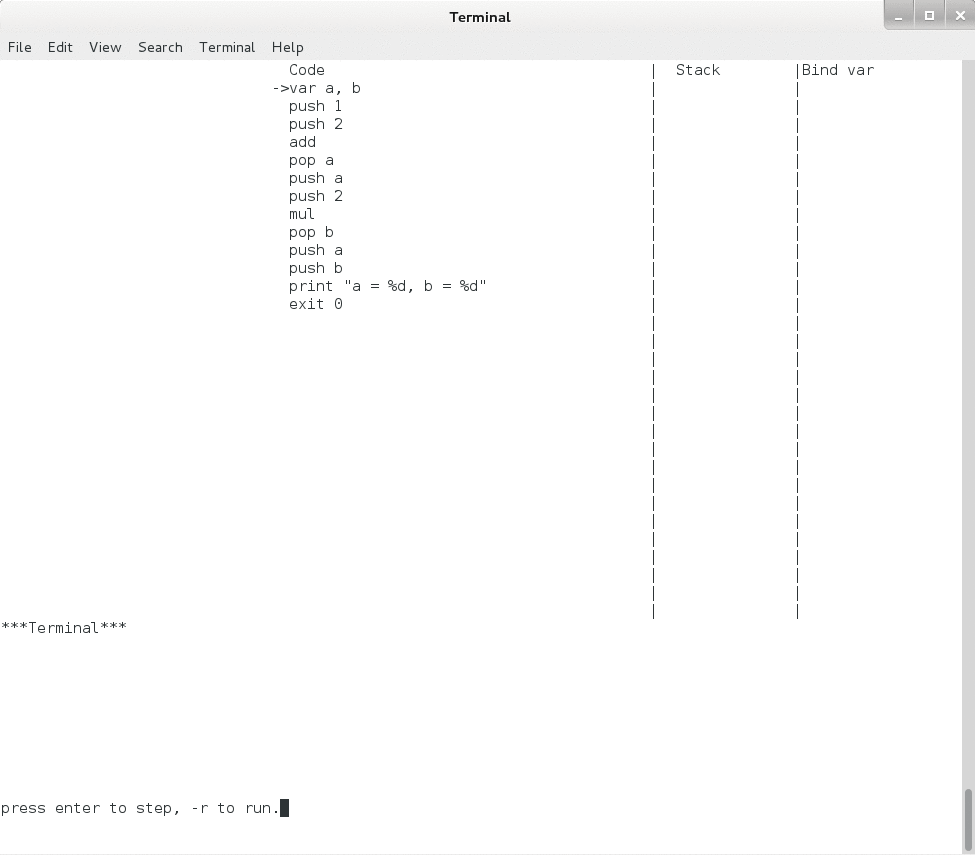 Terminal
File Edit View Search Terminal Help
Code | Stack |Bind var
->var a, b
push 1
push 2
add
pop a
push a
push 2
mul
pop b
push a
push b
print "a = %d, b = %d"
exit 0
***Terminal***
press enter to step, -r to run.